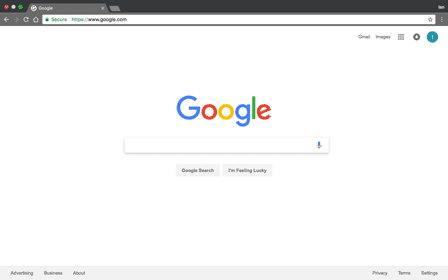 Google
Ian
Secure https://www.google.com
Gmail Images I
Google
Google Search I'm Feeling Lucky
Advertising Business About Privacy Terms Settings